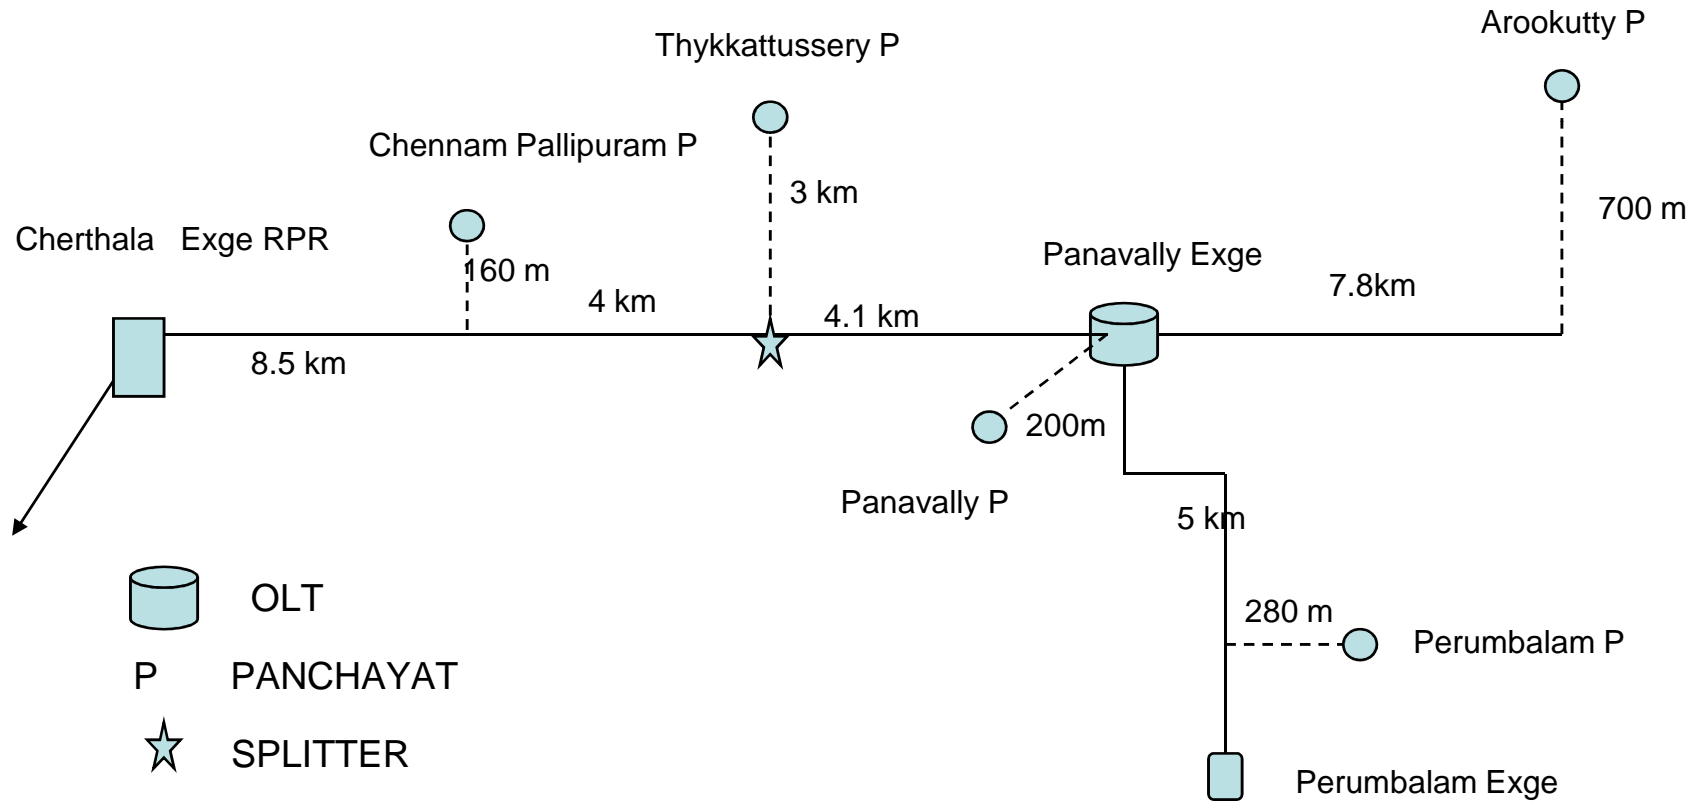 Arookutty P
Thykkattussery P
Chennam Pallipuram P
3 km
700 m
Cherthala Exge RPR
160 m
Panavally Exge
7.8km
4 km
4.1 km
8.5 km
200m
Panavally P
5 km
OLT
280 m
Perumbalam P
P PANCHAYAT
SPLITTER
Perumbalam Exge